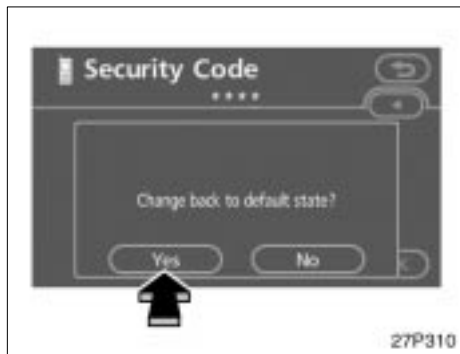 Security Code
****
Change back to default state?
Yes No
27P310